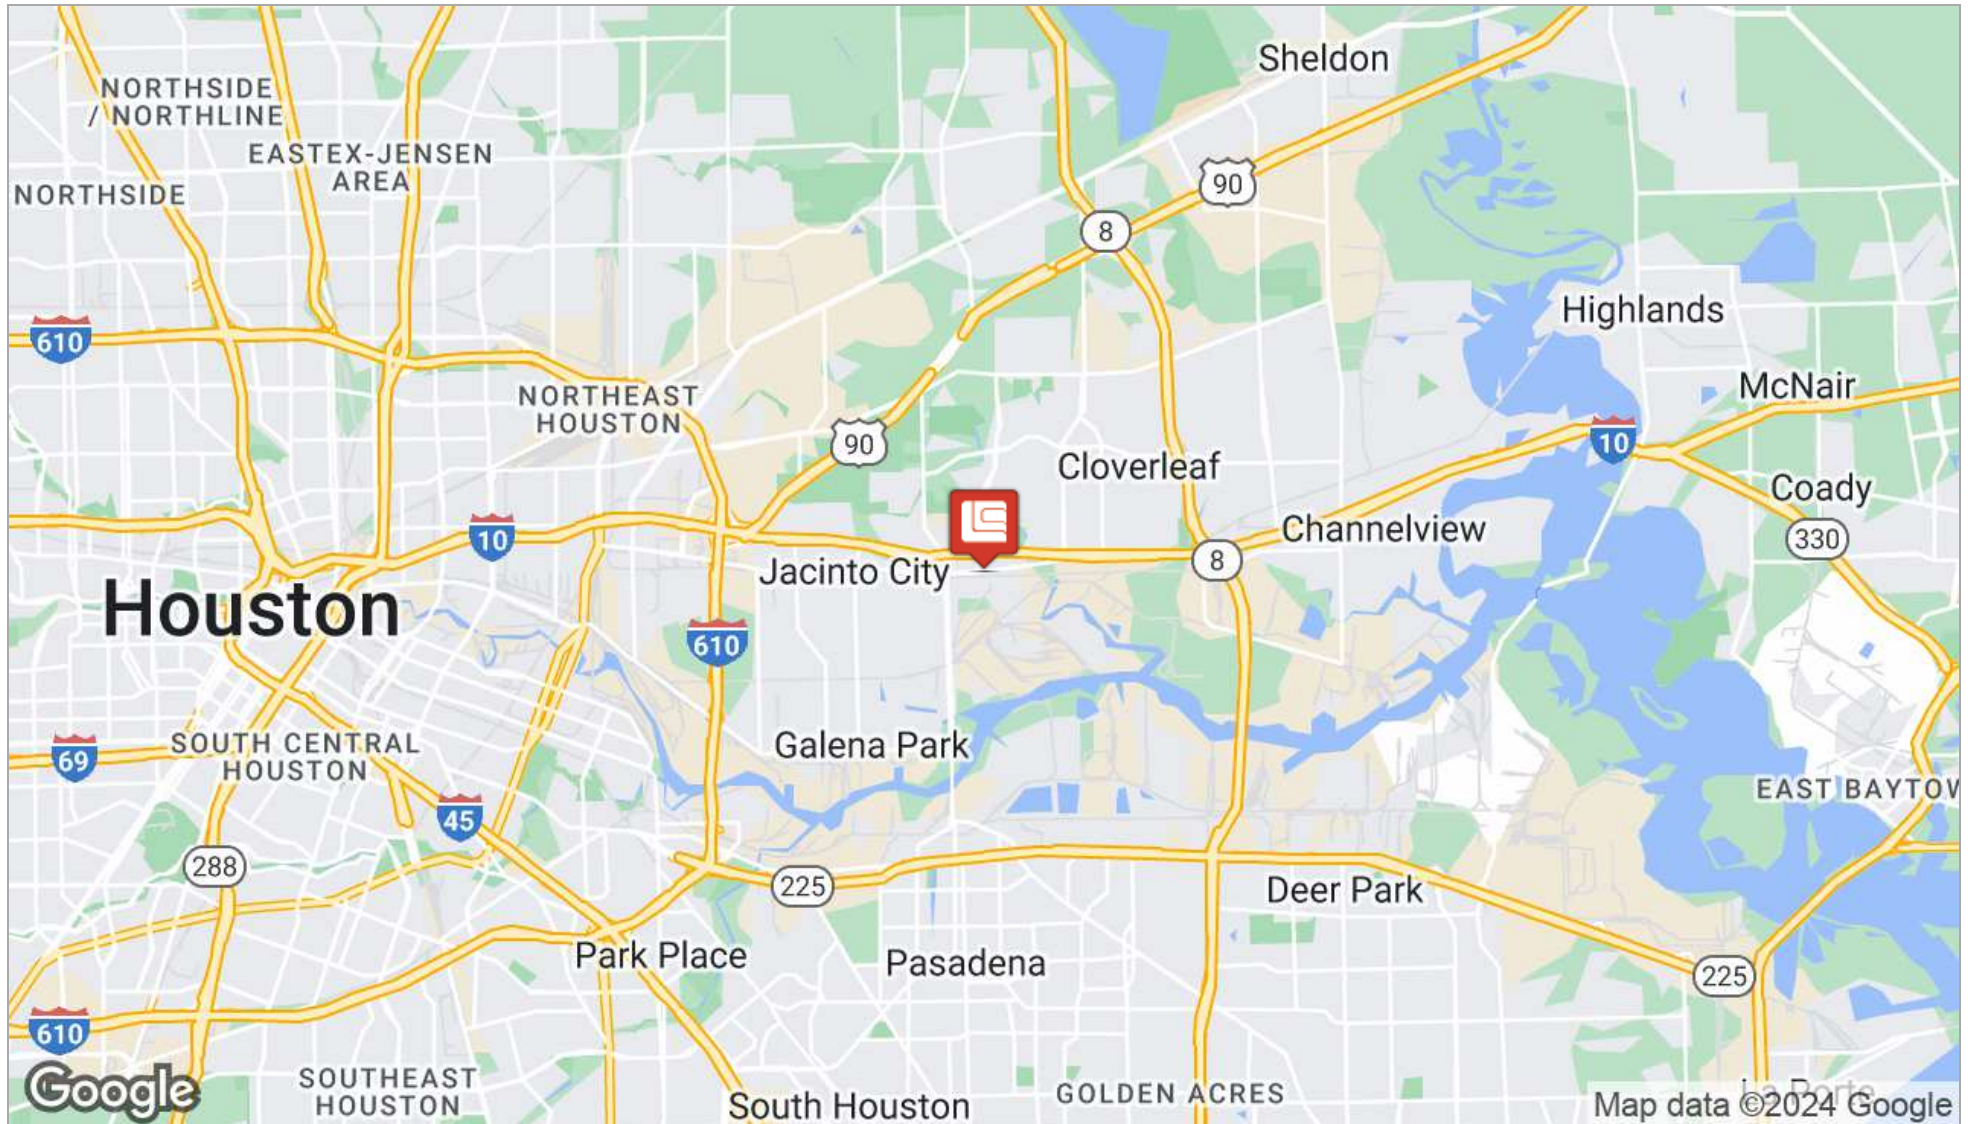 Sheldon
NORTHSIDE
/ NORTHLINE
EASTEX-JENSEN
AREA
90
NORTHSIDE
8
Highlands
610
McNair
NORTHEAST
HOUSTON
90
10
Cloverleaf
Coady
10
Channelview
330
8
Jacinto City
Houston
610
Galena Park
SOUTH CENTRAL
HOUSTON
69
EAST BAYTOW
45
288
225
Deer Park
Park Place
Pasadena
225
610
SOUTHEAST
HOUSTON
Google
South Houston
GOLDEN ACRES
La Porte
Map data ©2024 Google